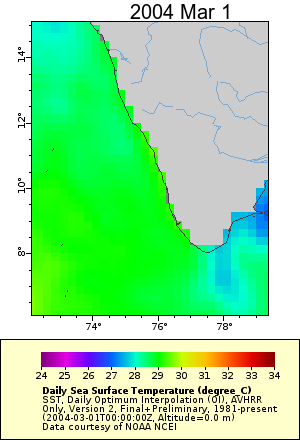 2004 Mar 1
14°
12°
10°
8°
74°
76°
78°
24 25 26 27 28 29 30 31 32 33 34
Daily Sea Surface Temperature (degree_C)
SST, Daily Optimum Interpolation (OI), AVHRR
Only, Version 2, Final+Preliminary, 1981-present
(2004-03-01T00:00:00Z, Altitude=0.0 m)
Data courtesy of NOAA NCEI